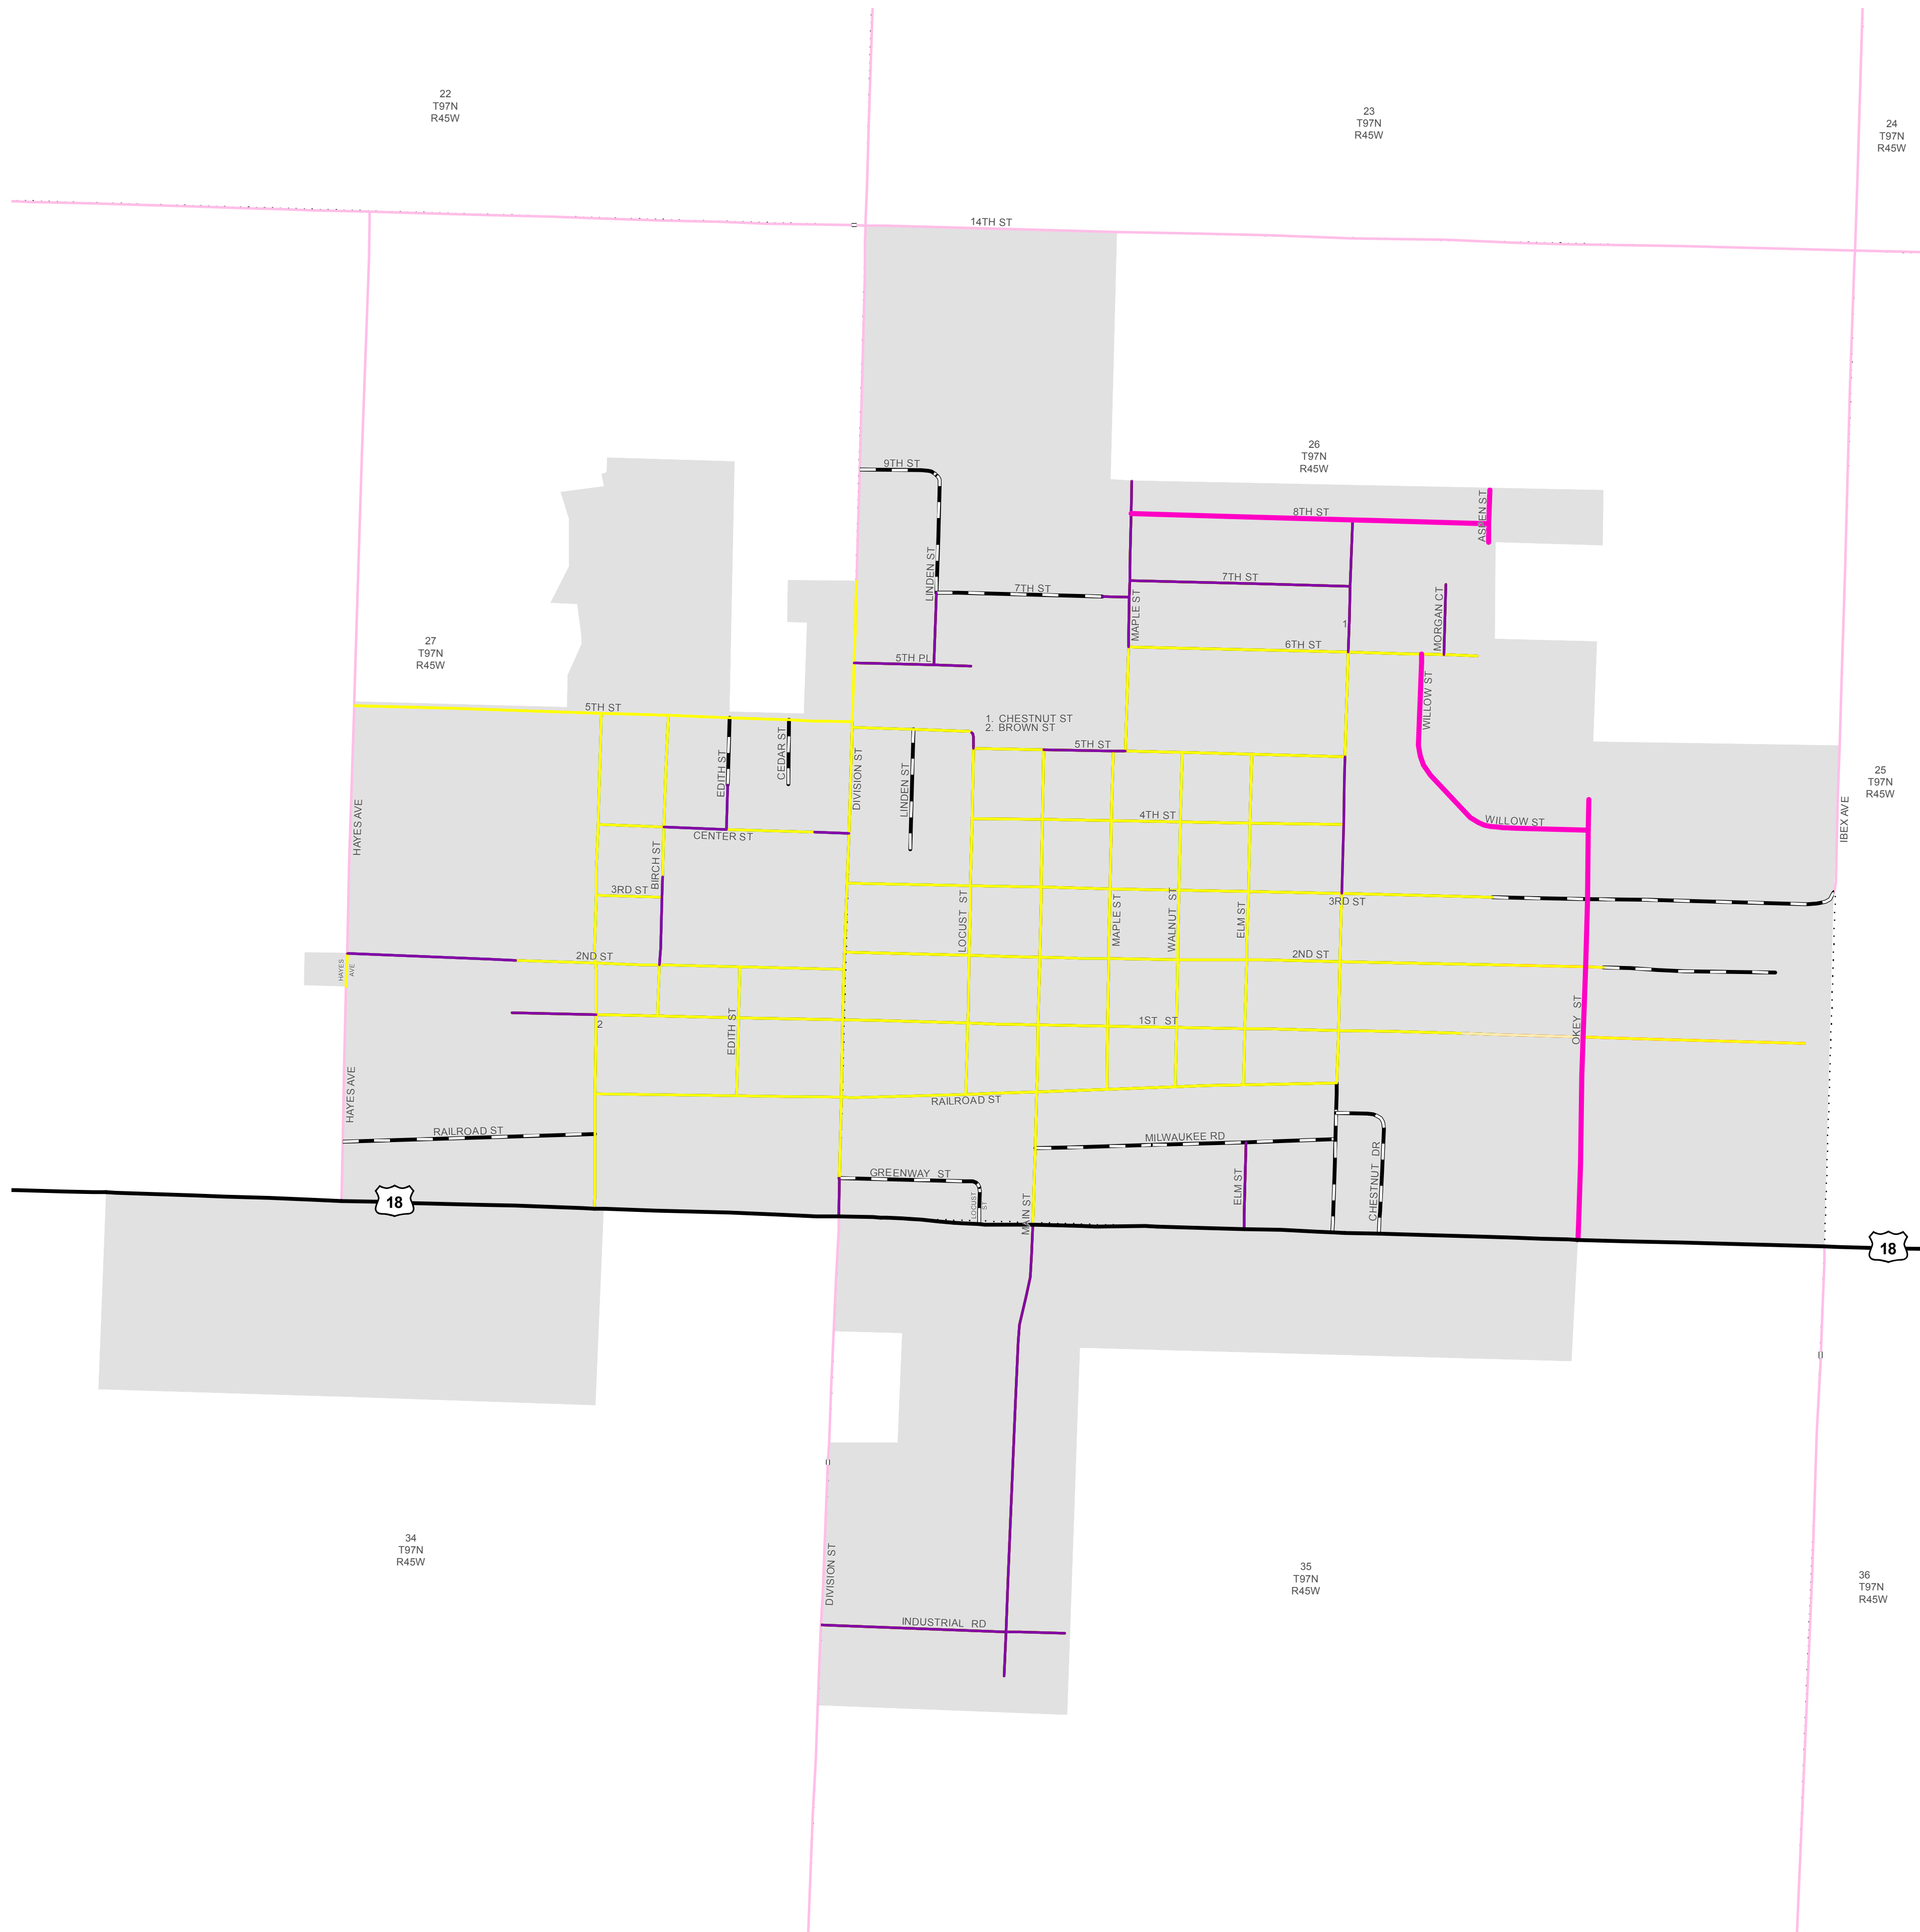 22
T97N
R45W
23
T97N
R45W
24
T97N
R45W
14TH ST
26
T97N
R45W
9TH ST
8TH ST
ASPEN ST
LINDEN ST
7TH ST
7TH ST
MAPLE ST
MORGAN CT
1
27
T97N
R45W
6TH ST
5TH PL
WILLOW ST
5TH ST
1. CHESTNUT ST
2. BROWN ST
5TH ST
EDITH ST
CEDAR ST
DIVISION ST
LINDEN ST
25
T97N
R45W
HAYES AVE
CENTER ST
4TH ST
WILLOW ST
IBEX AVE
BIRCH ST
3RD ST
3RD ST
LOCUST ST
MAPLE ST
WALNUT ST
ELM ST
2ND ST
2ND ST
HAYES
AVE
2
EDITH ST
1ST ST
OKEY ST
HAYES AVE
RAILROAD ST
RAILROAD ST
MILWAUKEE RD
GREENWAY ST
LOCUST
ST
MAIN ST
ELM ST
CHESTNUT DR
18
18
34
T97N
R45W
DIVISION ST
35
T97N
R45W
36
T97N
R45W
INDUSTRIAL RD